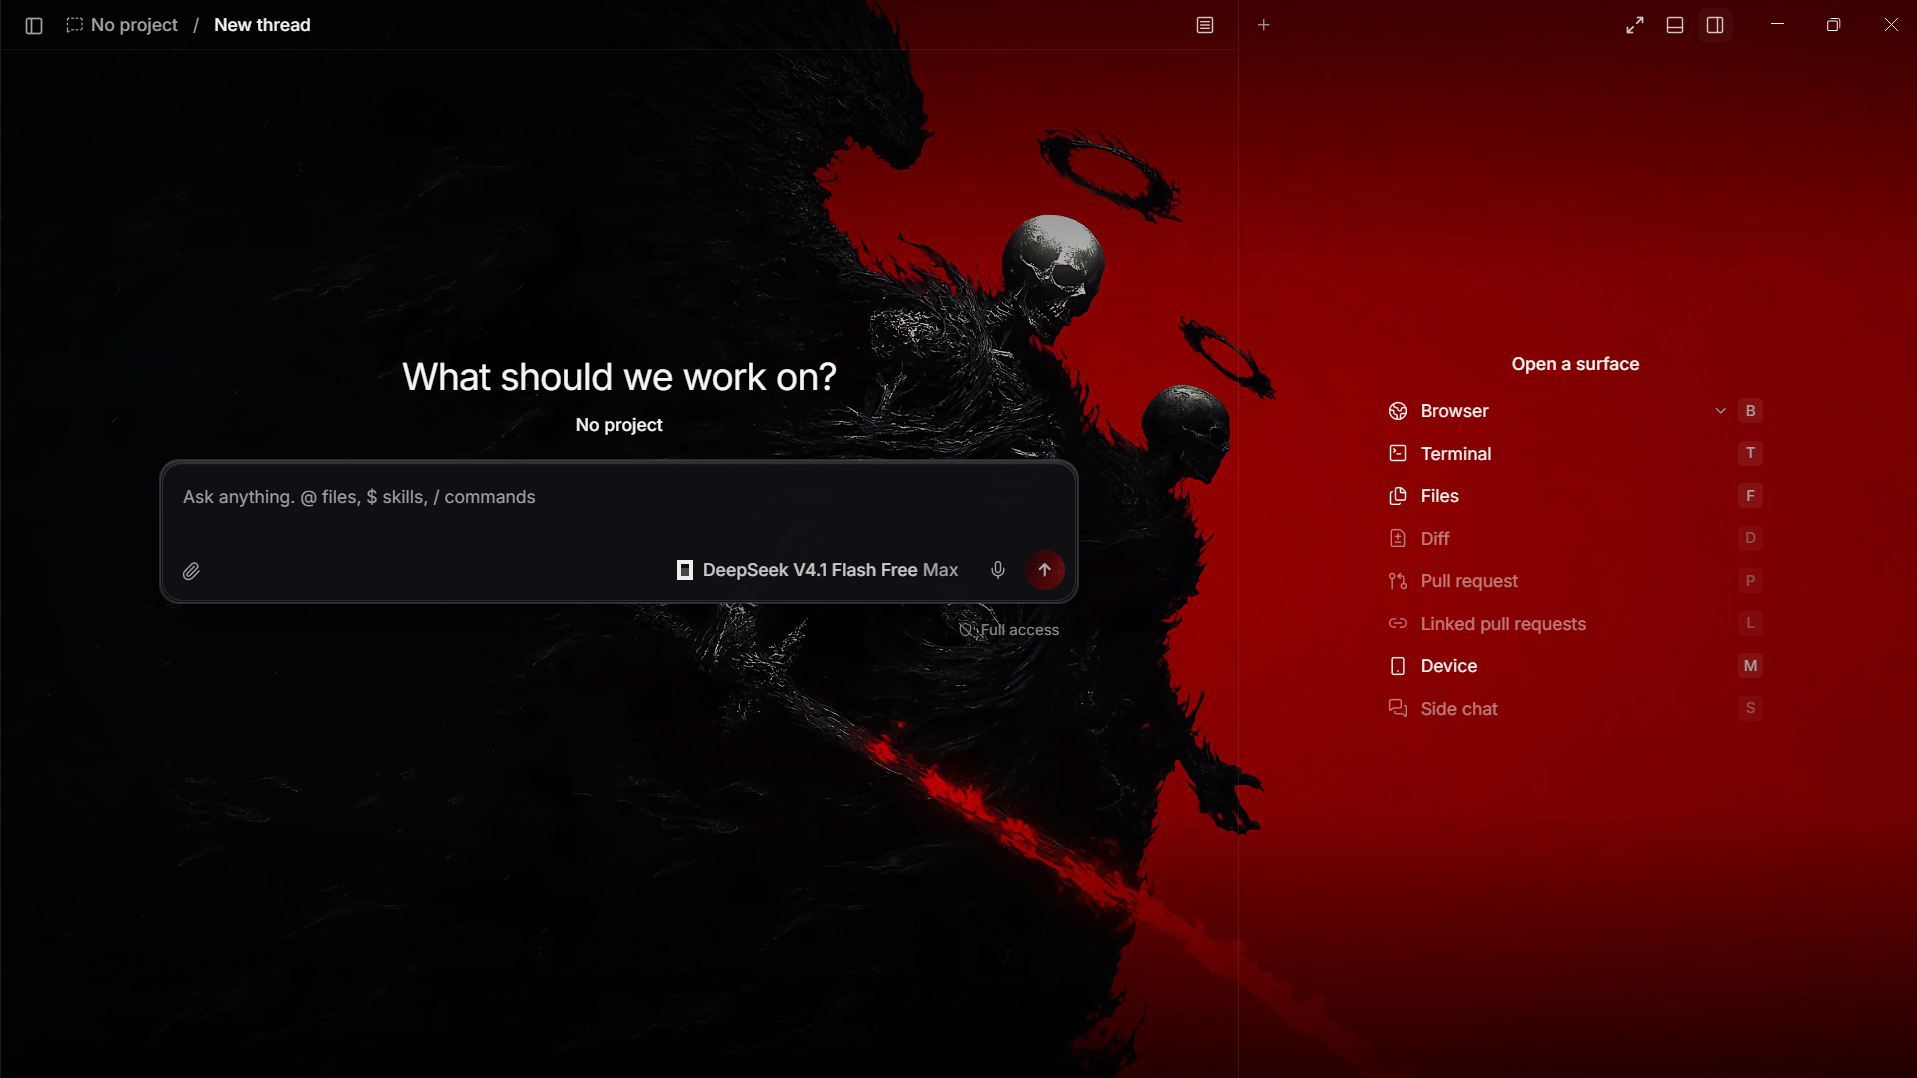 No project / New thread
What should we work on?
No project
Ask anything. @ files, $ skills, / commands
DeepSeek V4.1 Flash Free Max
Full access
Open a surface
Browser B
Terminal T
Files F
Diff D
Pull request P
Linked pull requests L
Device M
Side chat S